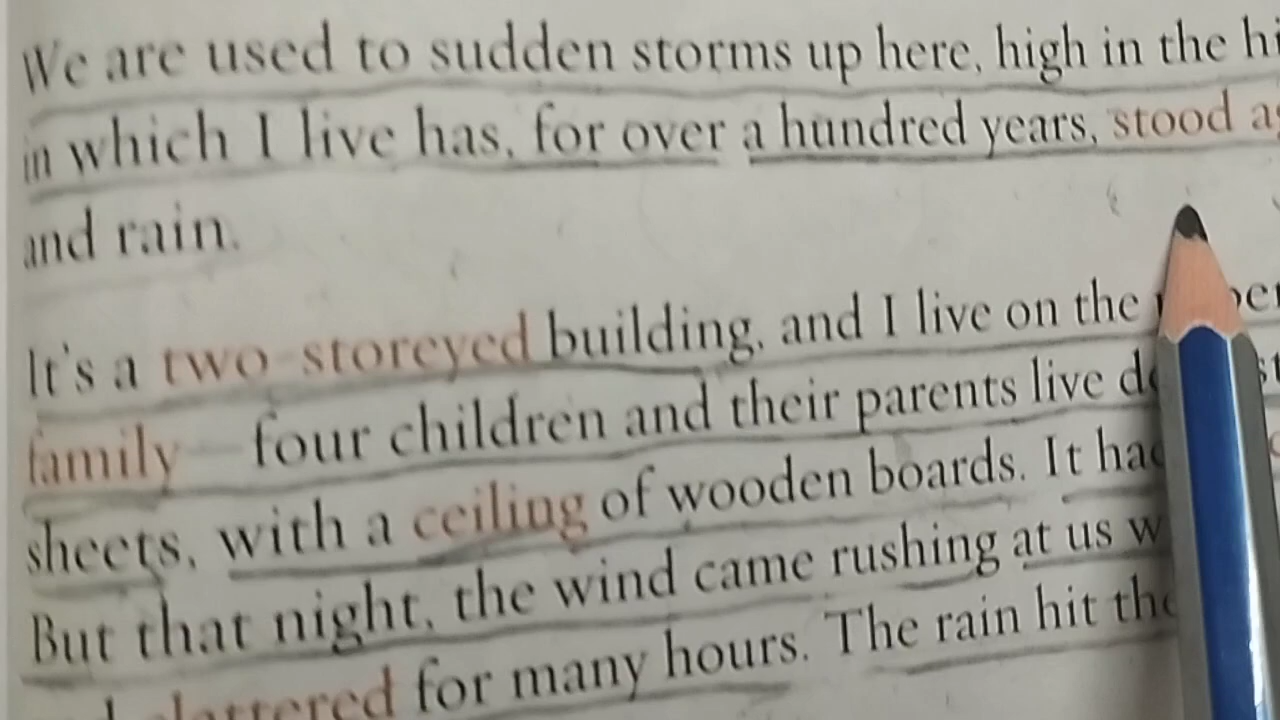 We are used to sudden storms up here, high in the
in which I live has, for over a hundred years, stood
and rain.
It's a two-storeyed building, and I live on the
family – four children and their parents live
sheets, with a ceiling of wooden boards. It had
But that night, the wind came rushing at us
clattered for many hours. The rain hit the